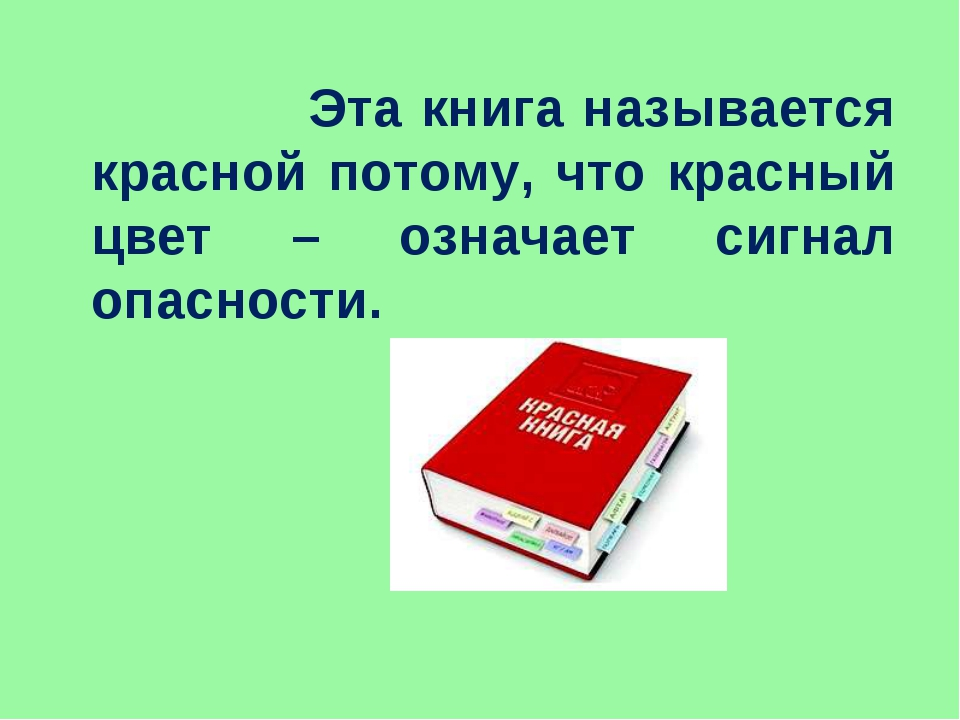 Эта книга называется
красной потому, что красный
цвет – означает сигнал
опасности.
КРАСНАЯ
КНИГА